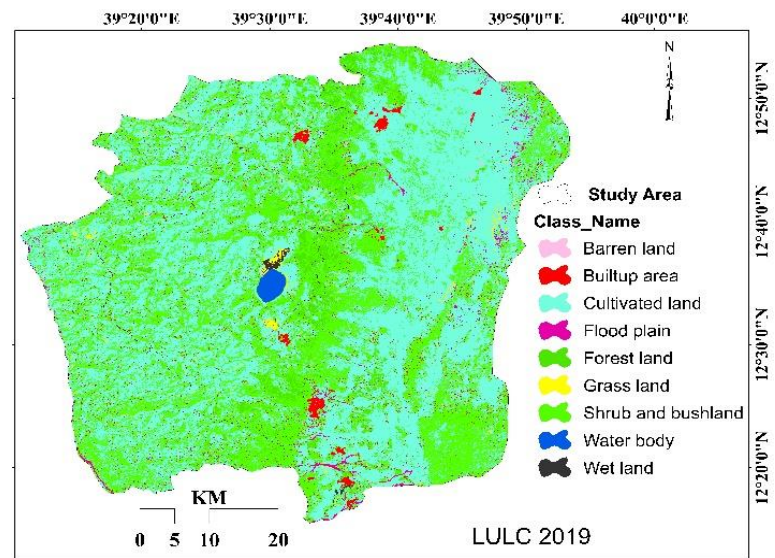 39°20'0"E 39°30'0"E 39°40'0"E 39°50'0"E 40°0'0"E
N
12°50'0"N
12°40'0"N
12°30'0"N
12°20'0"N
Study Area
Class_Name
Barren land
Builtup area
Cultivated land
Flood plain
Forest land
Grass land
Shrub and bushland
Water body
Wet land
KM
0 5 10 20
LULC 2019